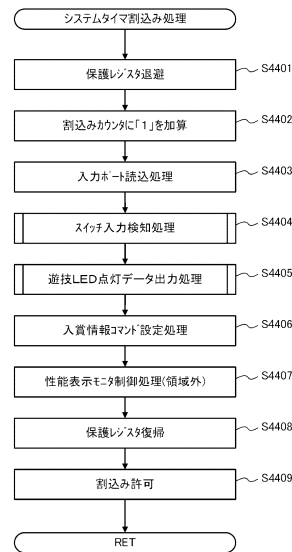 システムタイマ割込み処理
保護レジスタ退避
S4401
割込みカウンタに「1」を加算
S4402
入力ポート読込処理
S4403
スイッチ入力検知処理
S4404
遊技LED点灯データ出力処理
S4405
入賞情報コマンド設定処理
S4406
性能表示モニタ制御処理(領域外)
S4407
保護レジスタ復帰
S4408
割込み許可
S4409
RET